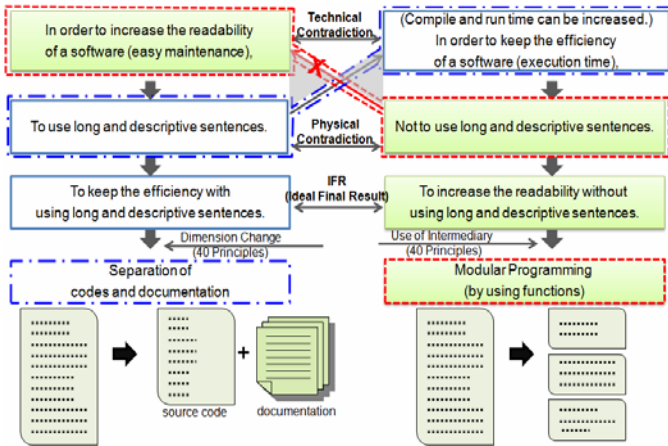 In order to increase the readability
of a software (easy maintenance),
Technical
Contradiction
(Compile and run time can be increased.)
In order to keep the efficiency
of a software (execution time),
To use long and descriptive sentences.
Physical
Contradiction
Not to use long and descriptive sentences.
To keep the efficiency with
using long and descriptive sentences.
IFR
(Ideal Final Result)
To increase the readability without
using long and descriptive sentences.
Dimension Change
(40 Principles)
Use of Intermediary
(40 Principles)
Separation of
codes and documentation
Modular Programming
(by using functions)
+
source code
documentation